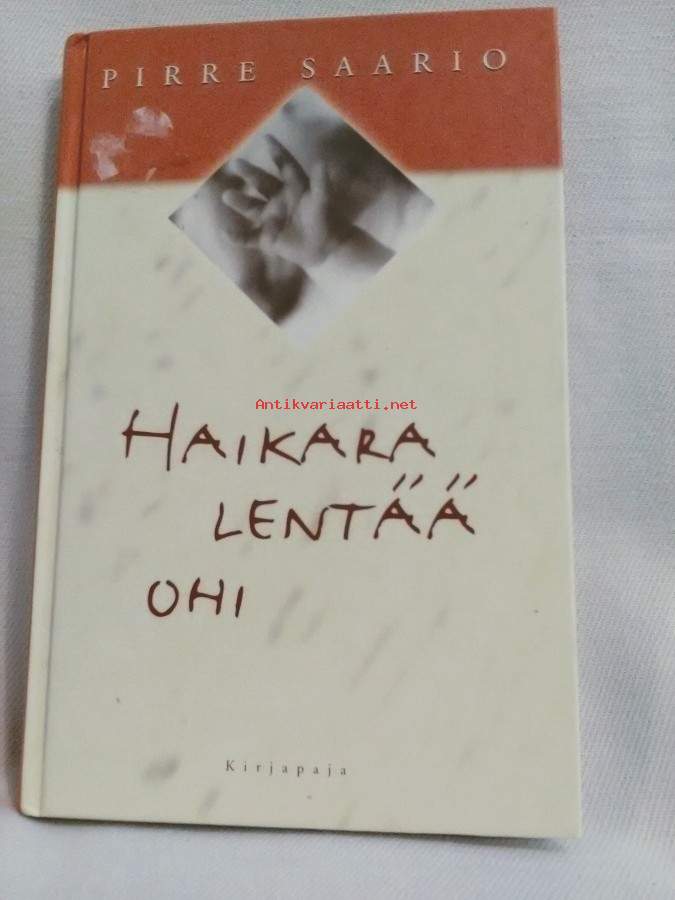 PIRRE SAARIO
Antikvariaatti.net
HAIKARA
LENTÄÄ
OHI
Kirjapaja